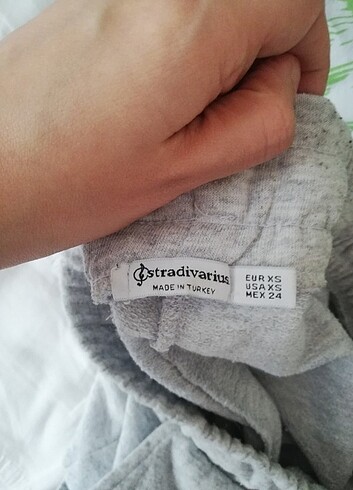 stradivarius
MADE IN TURKEY
EUR XS
USA XS
MEX 24